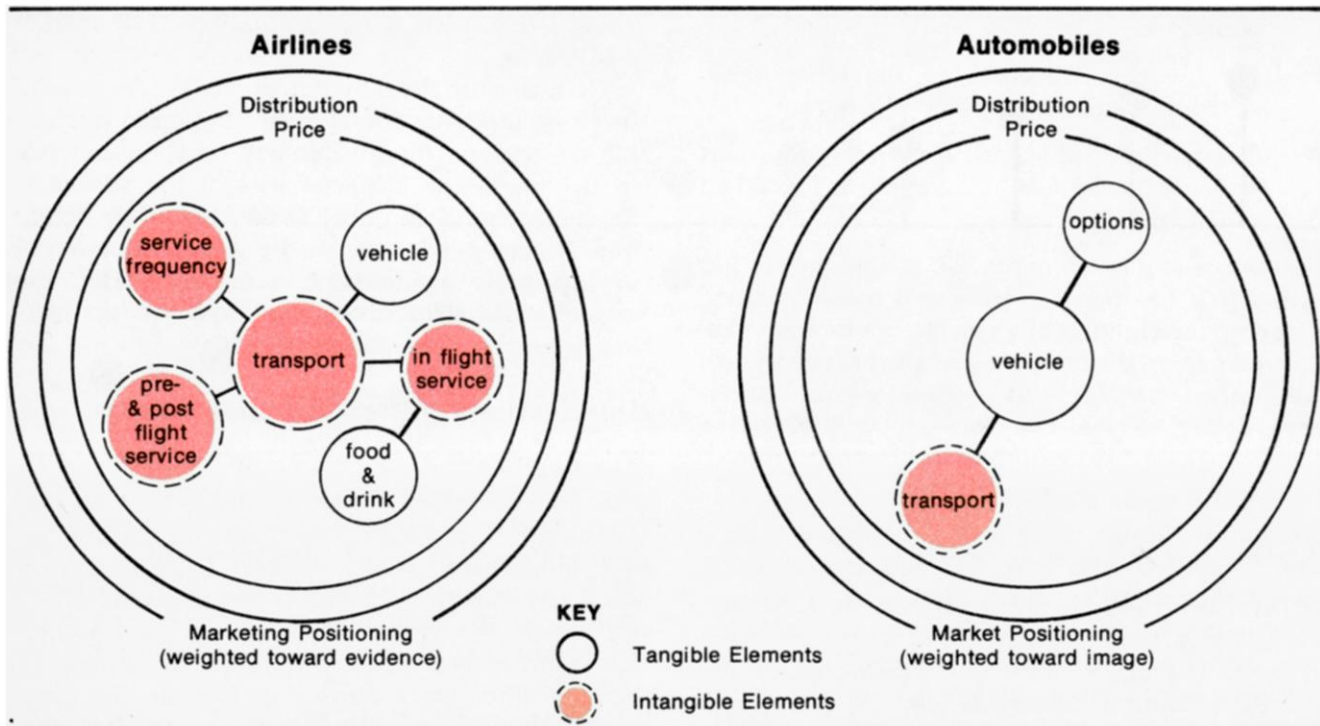 Airlines
Distribution
Price
service
frequency
vehicle
transport
in flight
service
pre-
& post
flight
service
food
&
drink
Marketing Positioning
(weighted toward evidence)
Automobiles
Distribution
Price
options
vehicle
transport
Market Positioning
(weighted toward image)
KEY
Tangible Elements
Intangible Elements